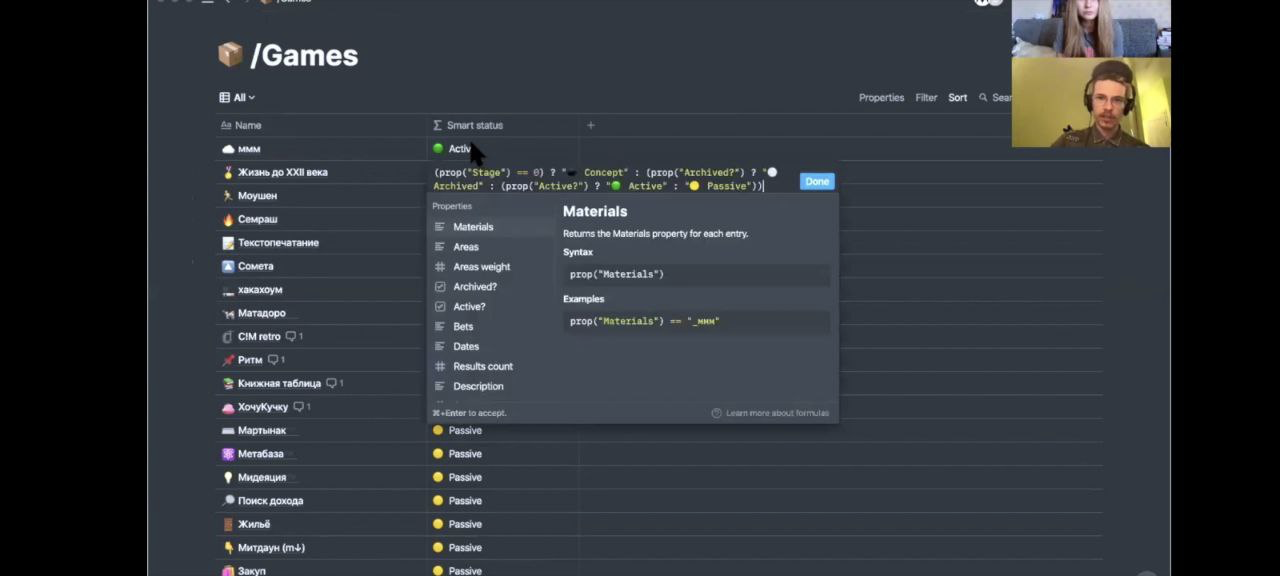 /Games
/Games
All
Properties Filter Sort Sear
Aa Name
Σ Smart status
+
ммм
Activ
Жизнь до XXII века
(prop("Stage") == 0) ? " Concept" : (prop("Archived?") ? "⚪
Archived" : (prop("Active?") ? "🟢 Active" : "🟡 Passive"))
Done
Моушен
Семраш
Текстопечатание
Сомета
хакахоум
Матадоро
C!M retro 1
Ритм 1
Книжная таблица 1
ХочуКучку 1
Properties
Materials
Areas
Areas weight
Archived?
Active?
Bets
Dates
Results count
Description
Materials
Returns the Materials property for each entry.
Syntax
prop("Materials")
Examples
prop("Materials") == "_ммм"
⌘+Enter to accept.
Learn more about formulas
Мартынак Passive
Метабаза Passive
Мидеяция Passive
Поиск дохода Passive
Жильё Passive
Митдаун (m↓) Passive
Закуп Passive